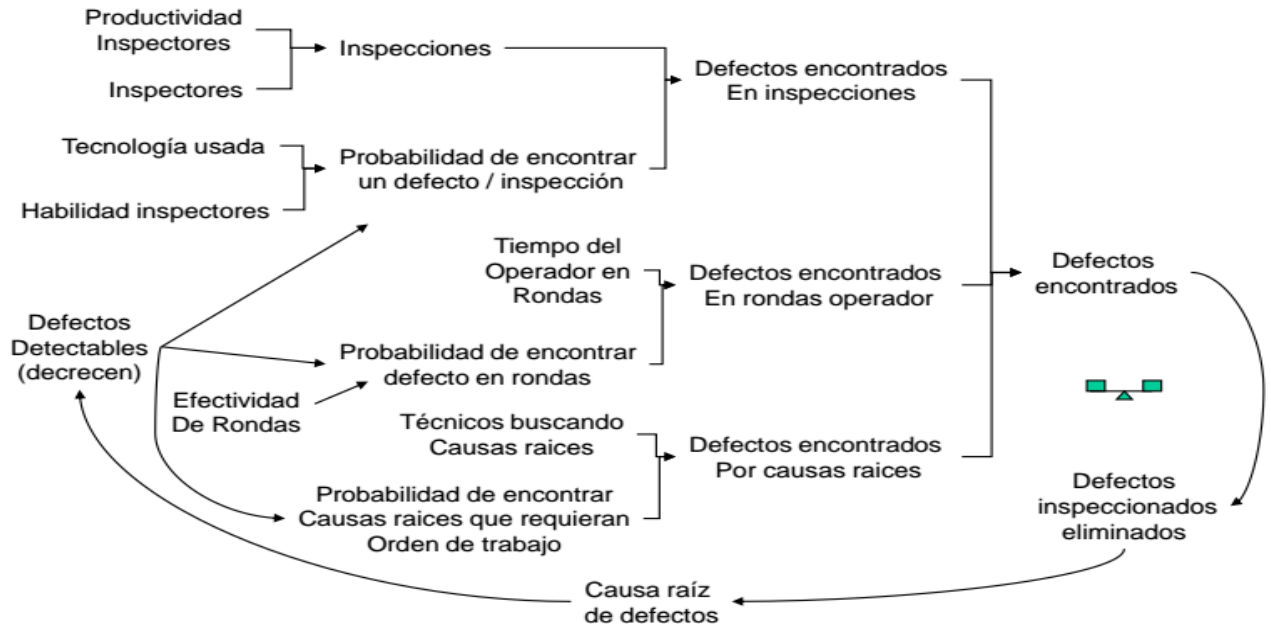 Productividad
Inspectores
Inspecciones
Inspectores
Defectos encontrados
En inspecciones
Tecnología usada
Probabilidad de encontrar
un defecto / inspección
Habilidad inspectores
Tiempo del
Operador en
Rondas
Defectos encontrados
En rondas operador
Defectos
encontrados
Defectos
Detectables
(decrecen)
Probabilidad de encontrar
defecto en rondas
Efectividad
De Rondas
Técnicos buscando
Causas raices
Defectos encontrados
Por causas raices
Probabilidad de encontrar
Causas raices que requieran
Orden de trabajo
Defectos
inspeccionados
eliminados
Causa raíz
de defectos